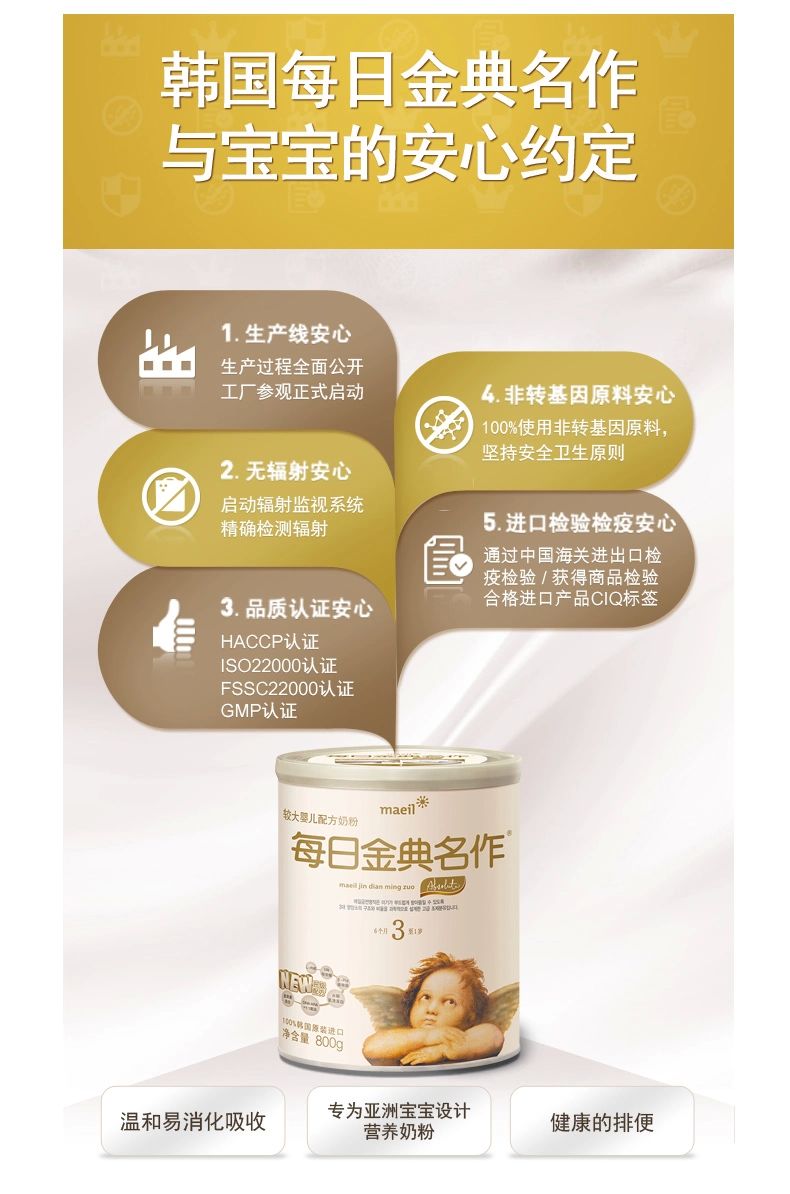 韩国每日金典名作
与宝宝的安心约定
1. 生产线安心
生产过程全面公开
工厂参观正式启动
2. 无辐射安心
启动辐射监视系统
精确检测辐射
3. 品质认证安心
HACCP认证
ISO22000认证
FSSC22000认证
GMP认证
4. 非转基因原料安心
100%使用非转基因原料，
坚持安全卫生原则
5. 进口检验检疫安心
通过中国海关进出口检
疫检验 / 获得商品检验
合格进口产品CIQ标签
maeil
较大婴儿配方奶粉
每日金典名作®
maeil jin dian ming zuo Absolute
6个月 3 至1岁
NEW
100%韩国原装进口
净含量 800g
温和易消化吸收
专为亚洲宝宝设计
营养奶粉
健康的排便